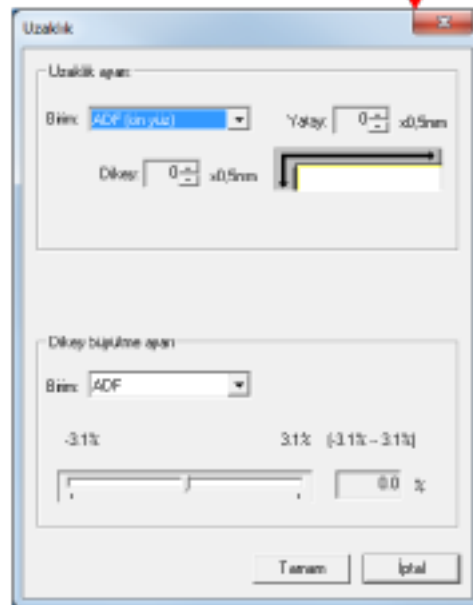 Uzaklık
Uzaklık ayarı
Birim: ADF (ön yüz) Yatay: 0 x0,5mm
Dikey: 0 x0,5mm
Dikey büyütme ayarı
Birim: ADF
-3.1% 3.1% (-3.1% -- 3.1%)
0.0 %
Tamam İptal